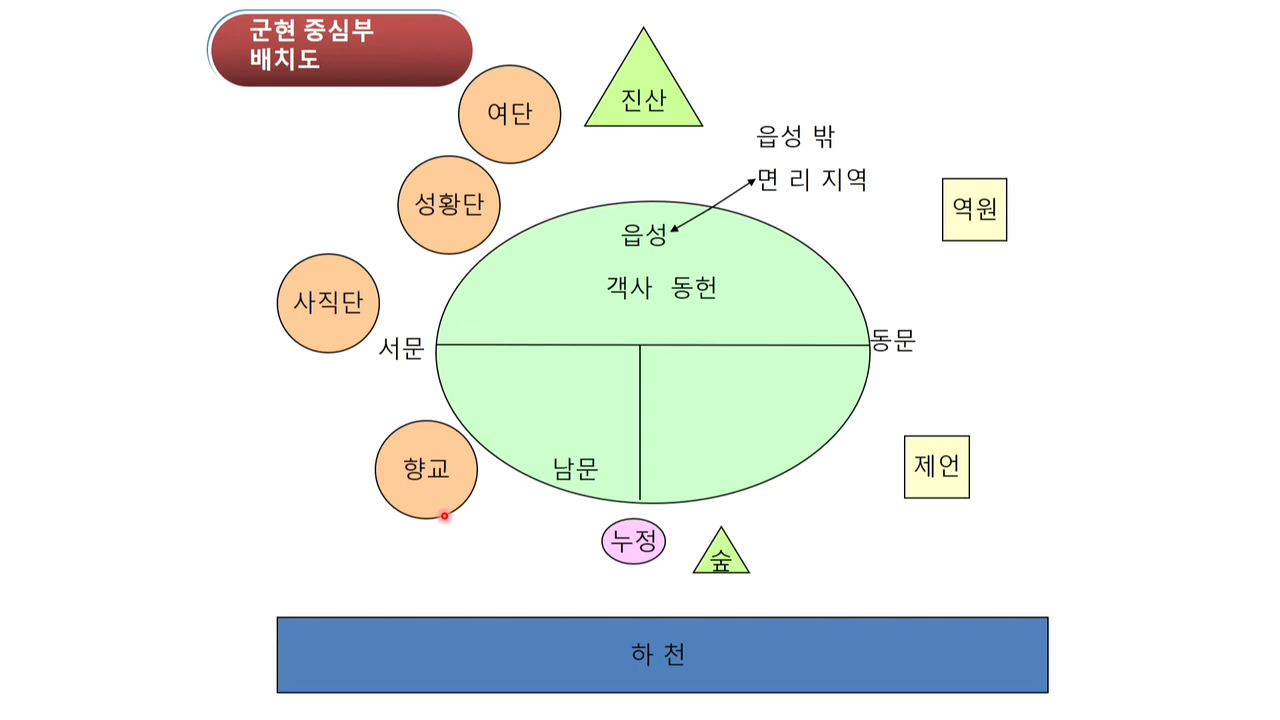 군현 중심부
배치도
여단
진산
읍성 밖
면 리 지역
성황단
역원
읍성
객사 동헌
사직단
서문
동문
향교
남문
제언
누정
숲
하 천